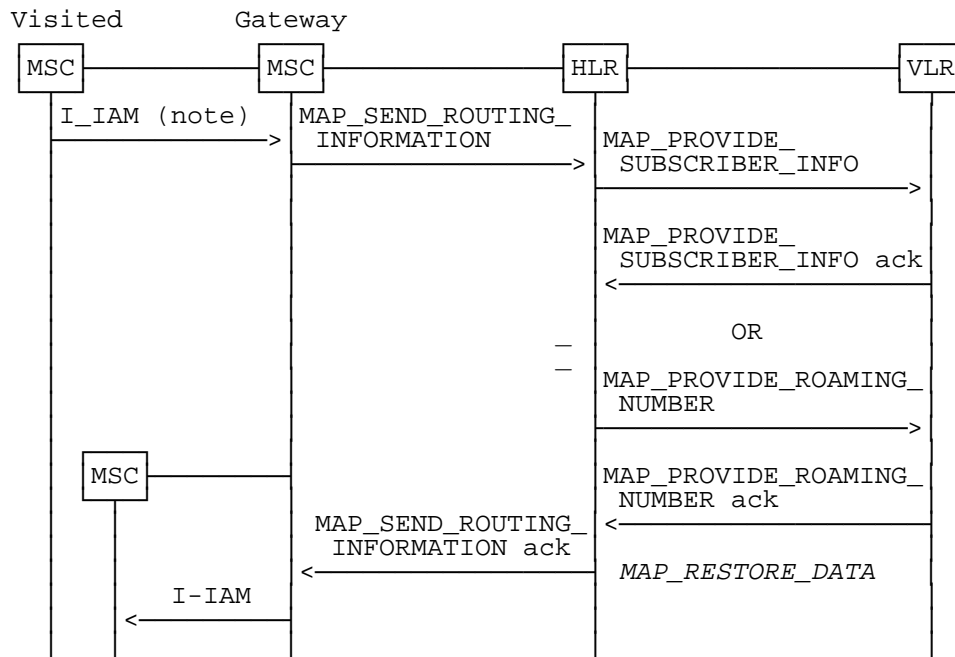 Visited Gateway
MSC MSC HLR VLR
I_IAM (note)
MAP_SEND_ROUTING_
INFORMATION
MAP_PROVIDE_
SUBSCRIBER_INFO
MAP_PROVIDE_
SUBSCRIBER_INFO ack
OR
MAP_PROVIDE_ROAMING_
NUMBER
MSC
MAP_PROVIDE_ROAMING_
NUMBER ack
MAP_SEND_ROUTING_
INFORMATION ack
MAP_RESTORE_DATA
I-IAM